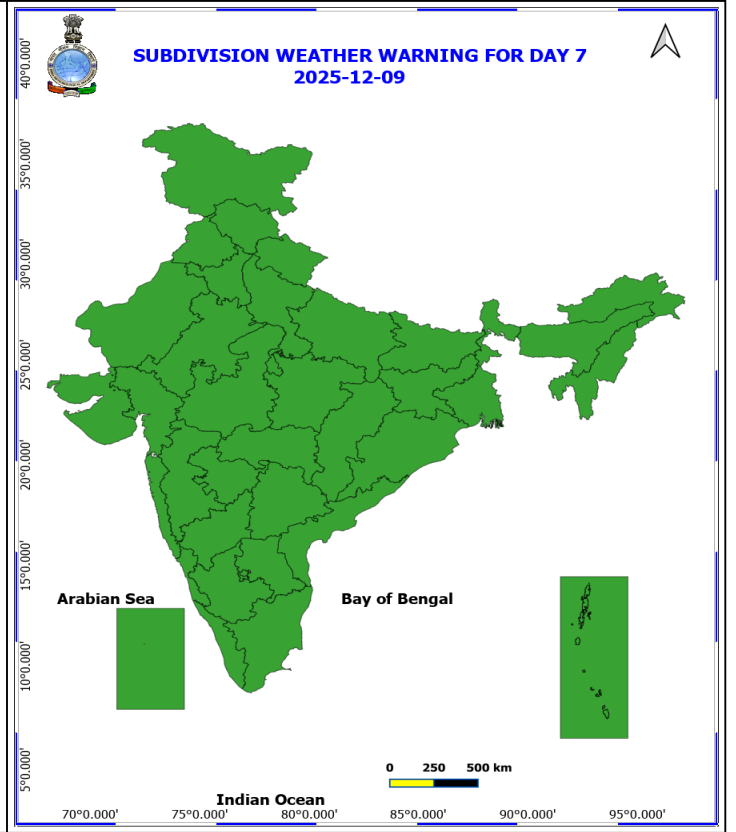 SUBDIVISION WEATHER WARNING FOR DAY 7
2025-12-09
40°0.000'
35°0.000'
30°0.000'
25°0.000'
20°0.000'
15°0.000'
10°0.000'
5°0.000'
Arabian Sea
Bay of Bengal
0 250 500 km
Indian Ocean
70°0.000' 75°0.000' 80°0.000' 85°0.000' 90°0.000' 95°0.000'